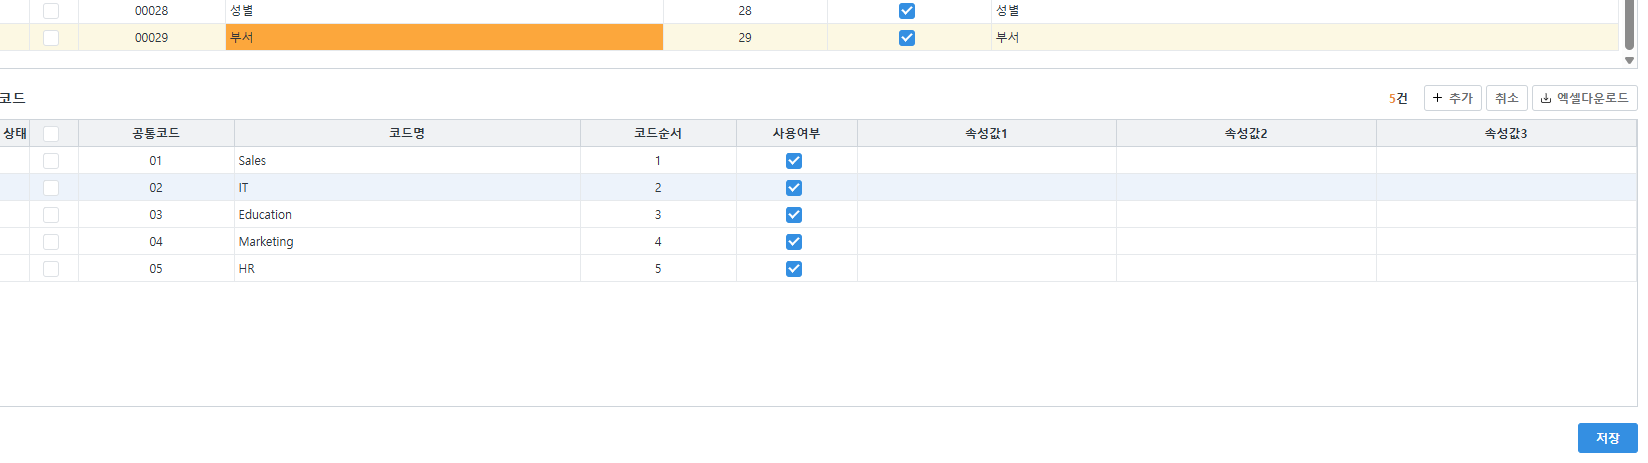 00028 성별 28 성별
00029 부서 29 부서
코드 5건 추가 취소 엑셀다운로드
상태 공통코드 코드명 코드순서 사용여부 속성값1 속성값2 속성값3
01 Sales 1
02 IT 2
03 Education 3
04 Marketing 4
05 HR 5
저장